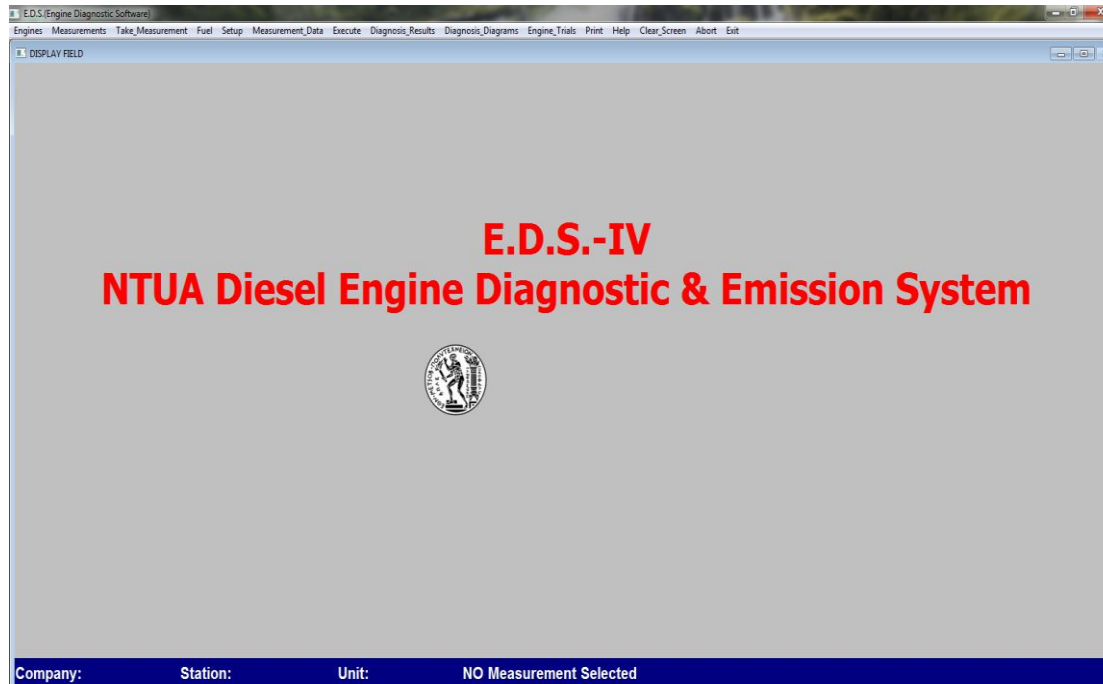 E.D.S.(Engine Diagnostic Software)
Engines Measurements Take_Measurement Fuel Setup Measurement_Data Execute Diagnosis_Results Diagnosis_Diagrams Engine_Trials Print Help Clear_Screen Abort Exit
DISPLAY FIELD
E.D.S.-IV
NTUA Diesel Engine Diagnostic & Emission System
Company: Station: Unit: NO Measurement Selected